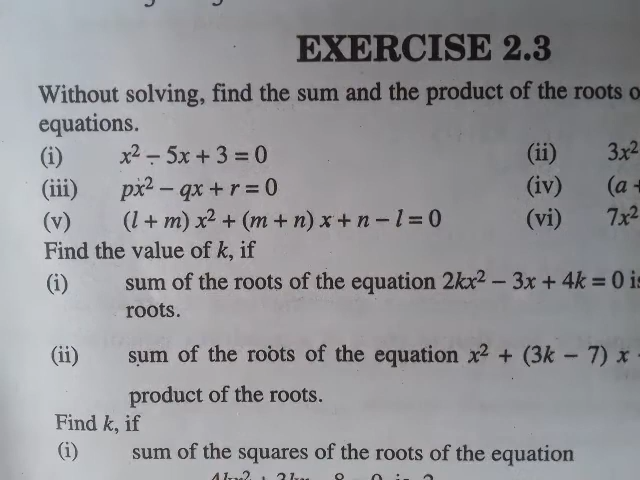 EXERCISE 2.3
Without solving, find the sum and the product of the roots o
equations.
(i) x² − 5x + 3 = 0 (ii) 3x²
(iii) px² − qx + r = 0 (iv) (a +
(v) (l + m) x² + (m + n) x + n − l = 0 (vi) 7x²
Find the value of k, if
(i) sum of the roots of the equation 2kx² − 3x + 4k = 0 is
roots.
(ii) sum of the roots of the equation x² + (3k − 7) x
product of the roots.
Find k, if
(i) sum of the squares of the roots of the equation